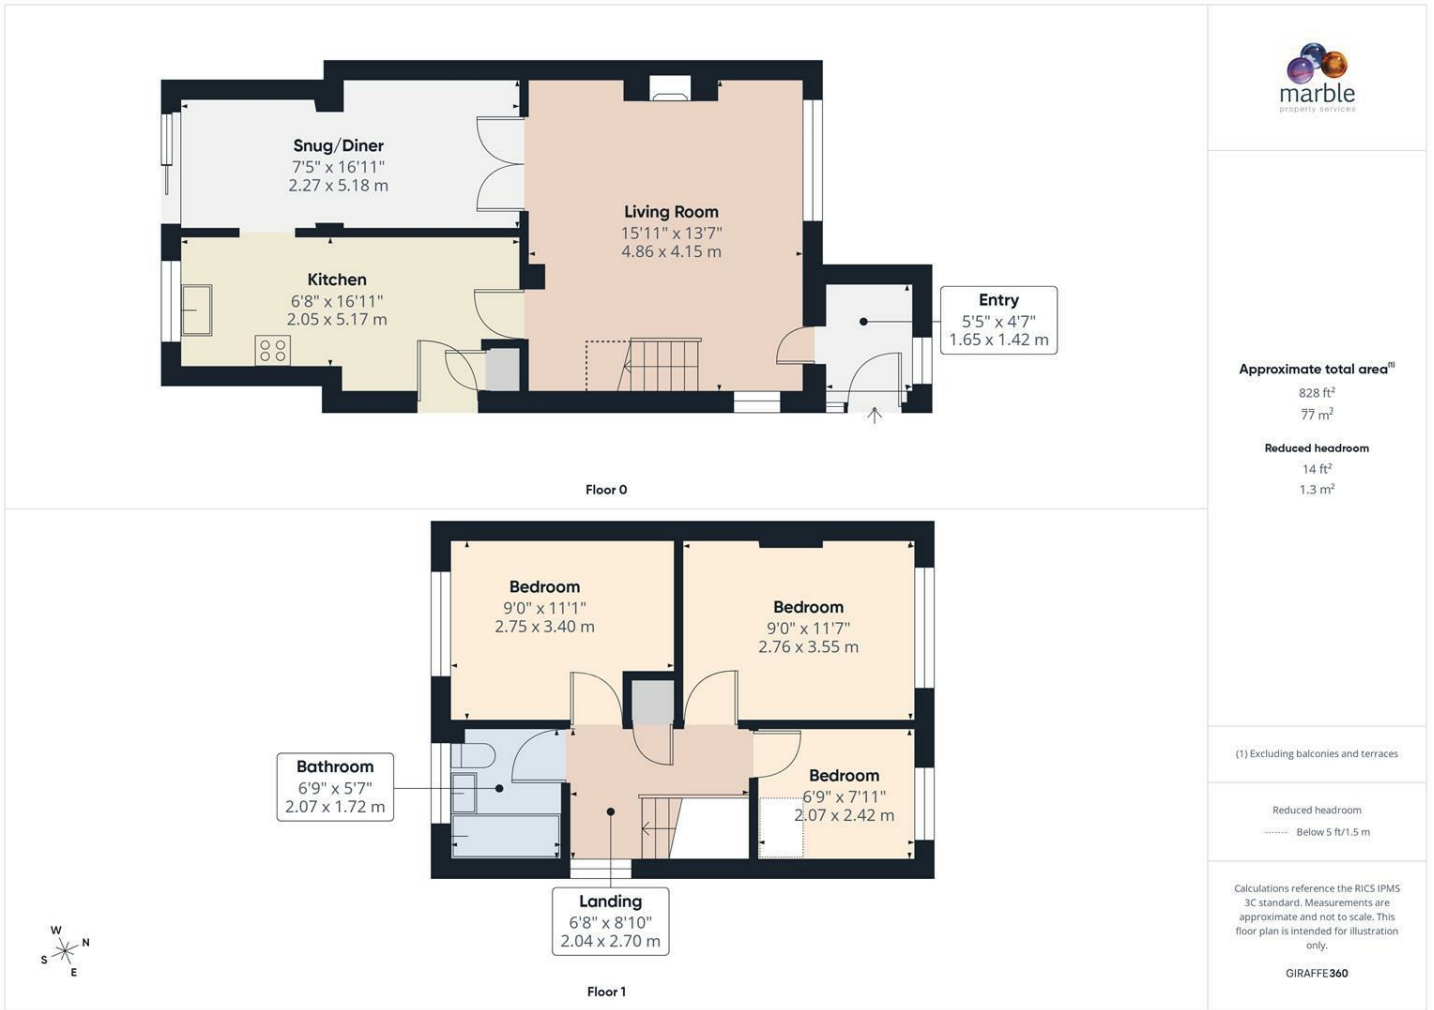 Snug/Diner
7'5" x 16'11"
2.27 x 5.18 m
Living Room
15'11" x 13'7"
4.86 x 4.15 m
Kitchen
6'8" x 16'11"
2.05 x 5.17 m
Entry
5'5" x 4'7"
1.65 x 1.42 m
Floor 0
Bedroom
9'0" x 11'1"
2.75 x 3.40 m
Bedroom
9'0" x 11'7"
2.76 x 3.55 m
Bathroom
6'9" x 5'7"
2.07 x 1.72 m
Bedroom
6'9" x 7'11"
2.07 x 2.42 m
Landing
6'8" x 8'10"
2.04 x 2.70 m
W
N
S
E
Floor 1
marble
property services
Approximate total area(1)
828 ft²
77 m²
Reduced headroom
14 ft²
1.3 m²
(1) Excluding balconies and terraces
Reduced headroom
Below 5 ft/1.5 m
Calculations reference the RICS IPMS
3C standard. Measurements are
approximate and not to scale. This
floor plan is intended for illustration
only.
GIRAFFE360